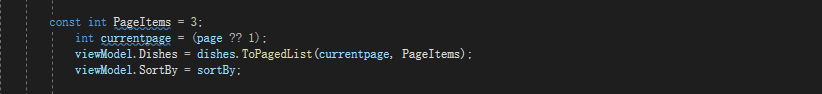 const int PageItems = 3;
int currentpage = (page ?? 1);
viewModel.Dishes = dishes.ToPagedList(currentpage, PageItems);
viewModel.SortBy = sortBy;